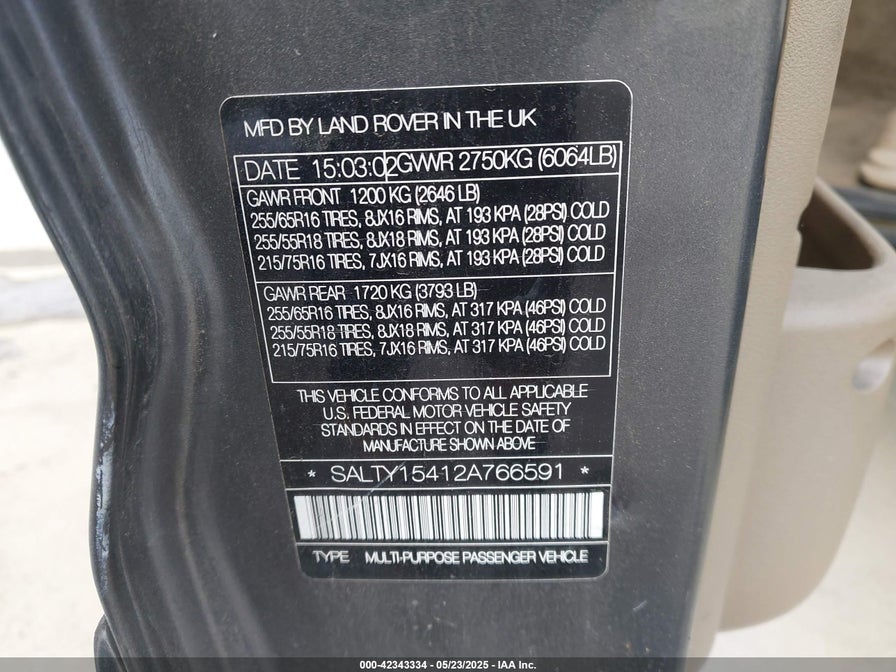 MFD BY LAND ROVER IN THE UK
DATE 15:03:02 GVWR 2750KG (6064LB)
GAWR FRONT 1200 KG (2646 LB)
255/65R16 TIRES, 8JX16 RIMS, AT 193 KPA (28PSI) COLD
255/55R18 TIRES, 8JX18 RIMS, AT 193 KPA (28PSI) COLD
215/75R16 TIRES, 7JX16 RIMS, AT 193 KPA (28PSI) COLD
GAWR REAR 1720 KG (3793 LB)
255/65R16 TIRES, 8JX16 RIMS, AT 317 KPA (46PSI) COLD
255/55R18 TIRES, 8JX18 RIMS, AT 317 KPA (46PSI) COLD
215/75R16 TIRES, 7JX16 RIMS, AT 317 KPA (46PSI) COLD
THIS VEHICLE CONFORMS TO ALL APPLICABLE
U.S. FEDERAL MOTOR VEHICLE SAFETY
STANDARDS IN EFFECT ON THE DATE OF
MANUFACTURE SHOWN ABOVE
* SALTY15412A766591 *
TYPE MULTI-PURPOSE PASSENGER VEHICLE
000-42343334 - 05/23/2025 - IAA Inc.